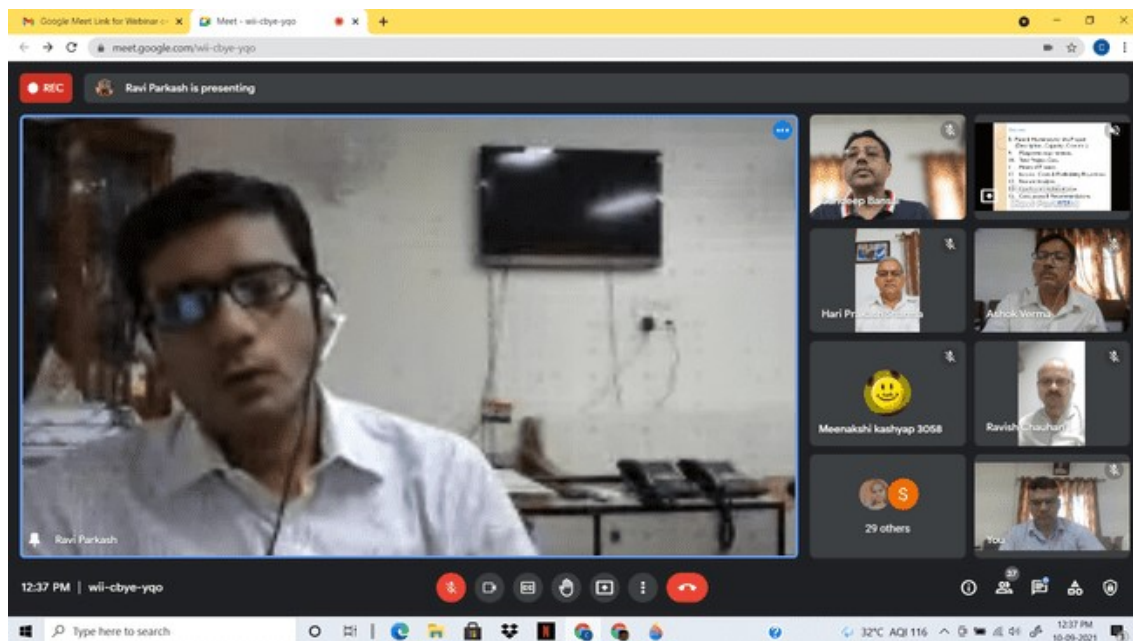 Google Meet Link for Webinar o
Meet - wii-cbye-yqo
meet.google.com/wii-cbye-yqo
C
REC
Ravi Parkash is presenting
Sandeep Bansal
Hari Prakash Sharma
Ashok Verma
Meenakshi kashyap 3058
Ravish Chauhan
S
29 others
You
Ravi Parkash
12:37 PM | wii-cbye-yqo
37
Type here to search
32°C AQI 116
12:37 PM
10-09-2021